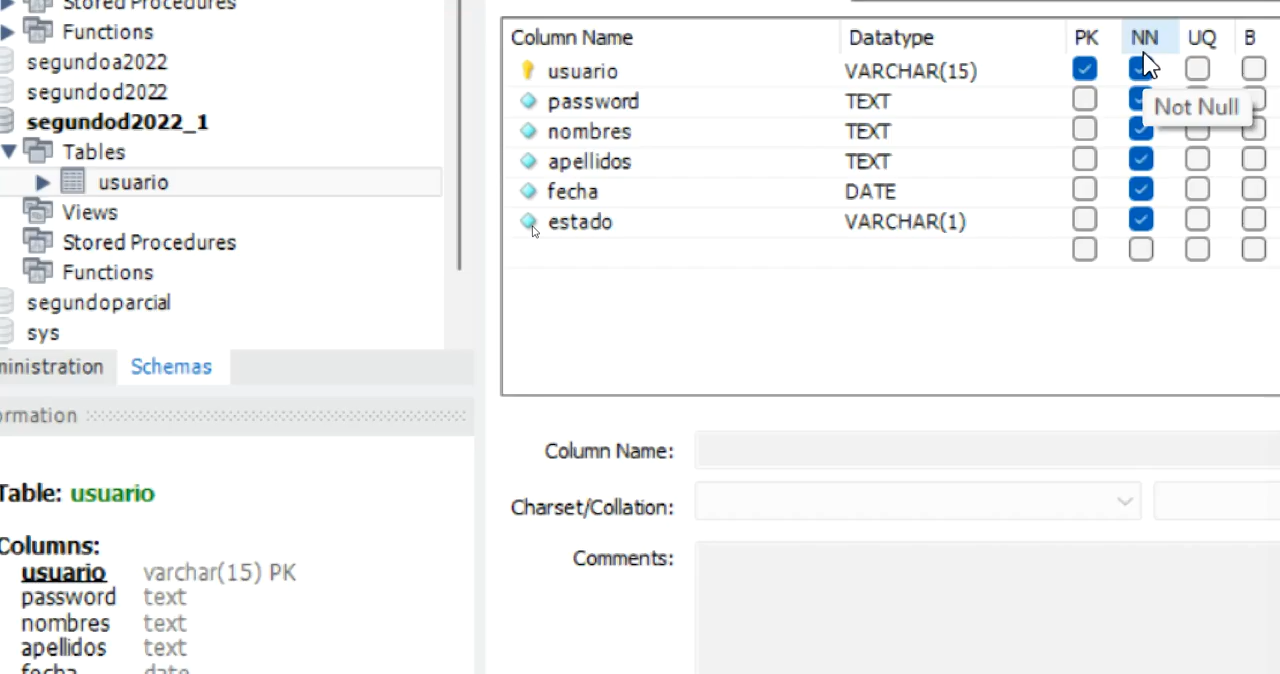 Stored Procedures
Functions
segundoa2022
segundod2022
segundod2022_1
Tables
usuario
Views
Stored Procedures
Functions
segundoparcial
sys
ministration Schemas
ormation
Table: usuario
Columns:
usuario varchar(15) PK
password text
nombres text
apellidos text
fecha date
Column Name Datatype PK NN UQ B
usuario VARCHAR(15)
password TEXT
Not Null
nombres TEXT
apellidos TEXT
fecha DATE
estado VARCHAR(1)
Column Name:
Charset/Collation:
Comments: